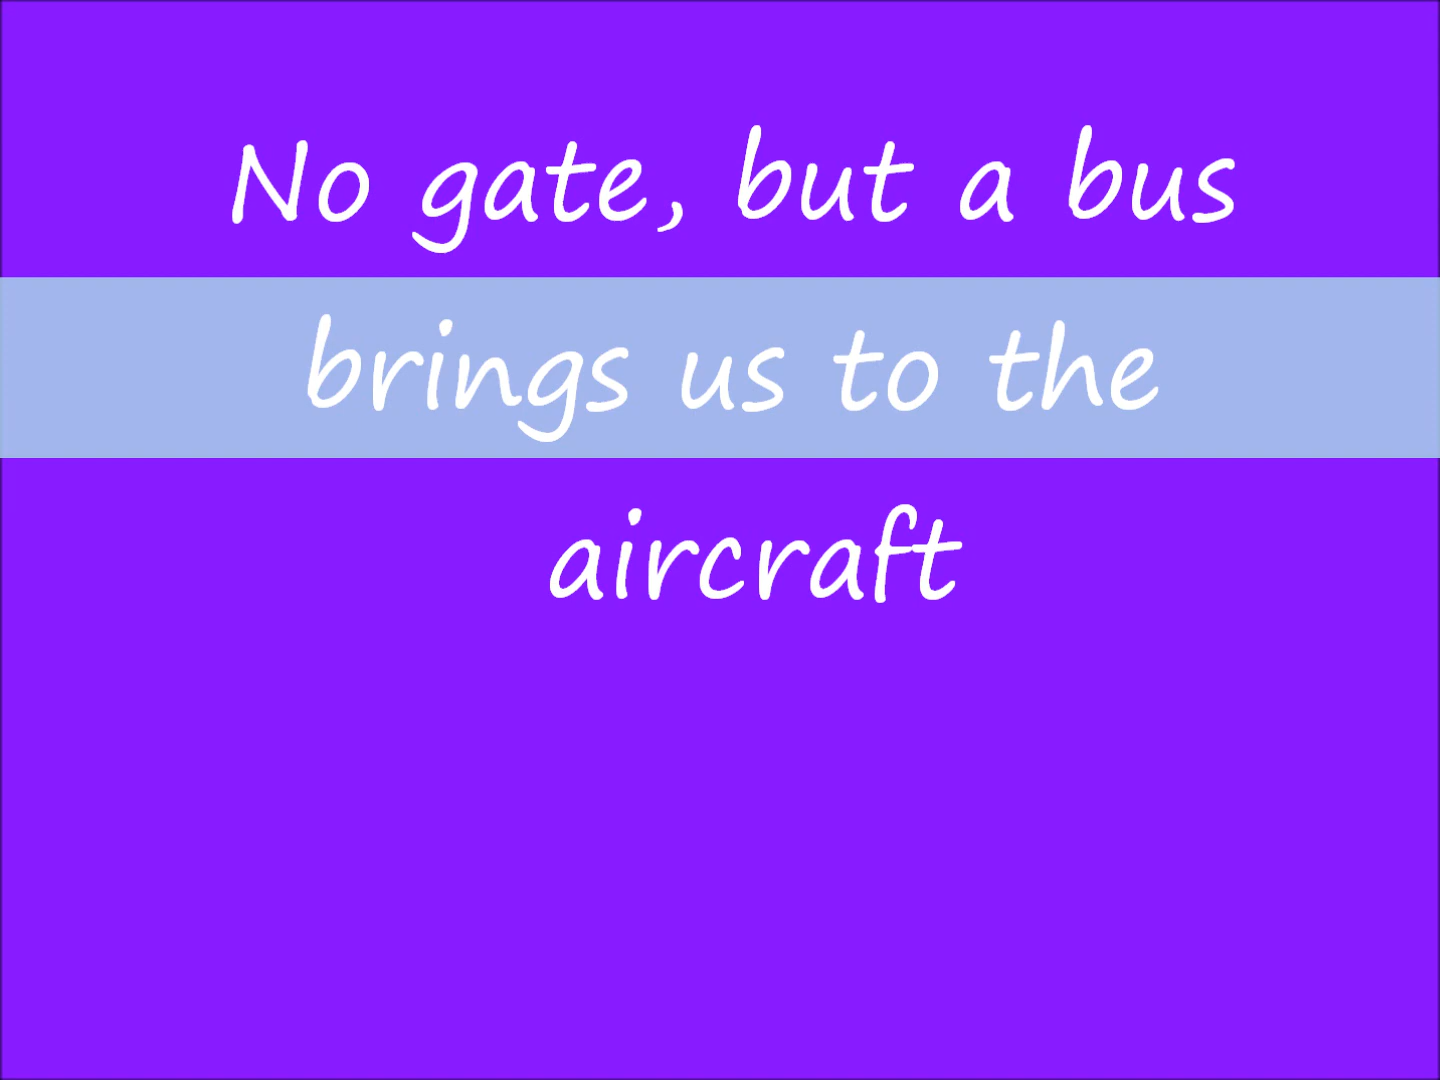 No gate, but a bus
brings us to the
aircraft